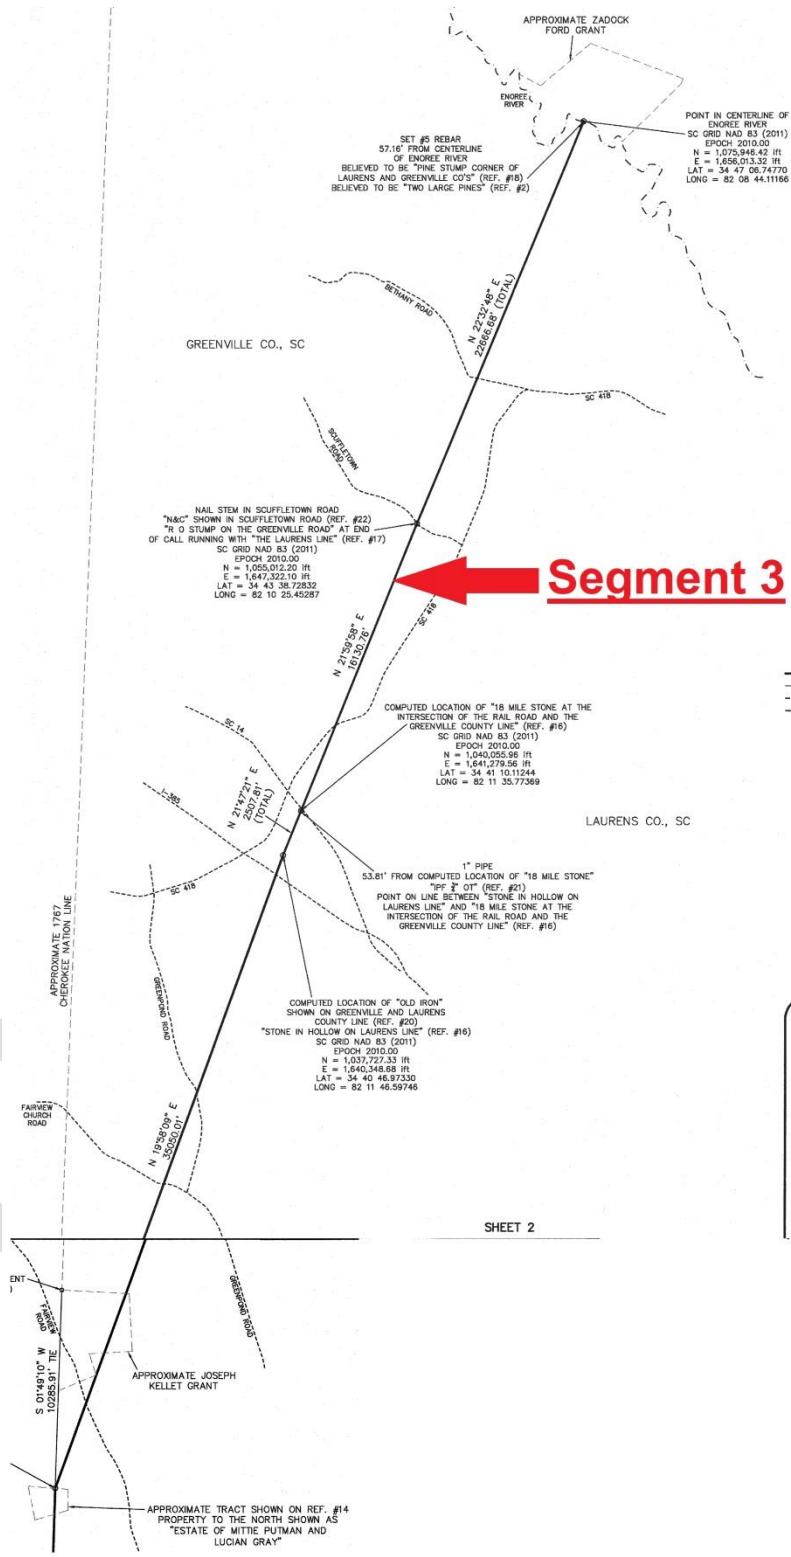 APPROXIMATE ZADOCK
FORD GRANT
ENOREE
RIVER
POINT IN CENTERLINE OF
ENOREE RIVER
SC GRID NAD 83 (2011)
EPOCH 2010.00
N = 1,075,946.42 ift
E = 1,656,013.32 ift
LAT = 34 47 06.74770
LONG = 82 08 44.11166
SET #5 REBAR
57.16' FROM CENTERLINE
OF ENOREE RIVER
BELIEVED TO BE "PINE STUMP CORNER OF
LAURENS AND GREENVILLE CO'S" (REF. #18)
BELIEVED TO BE "TWO LARGE PINES" (REF. #2)
N 22°32'48" E
22666.68' (TOTAL)
BETHANY ROAD
GREENVILLE CO., SC
SC 418
SCUFFLETOWN
ROAD
NAIL STEM IN SCUFFLETOWN ROAD
"N&C" SHOWN IN SCUFFLETOWN ROAD (REF. #22)
"R O STUMP ON THE GREENVILLE ROAD" AT END
OF CALL RUNNING WITH "THE LAURENS LINE" (REF. #17)
SC GRID NAD 83 (2011)
EPOCH 2010.00
N = 1,055,012.20 ift
E = 1,647,322.10 ift
LAT = 34 43 38.72832
LONG = 82 10 25.45287
Segment 3
SC 418
N 21°59'58" E
16130.76'
COMPUTED LOCATION OF "18 MILE STONE AT THE
INTERSECTION OF THE RAIL ROAD AND THE
GREENVILLE COUNTY LINE" (REF. #16)
SC GRID NAD 83 (2011)
EPOCH 2010.00
N = 1,040,055.96 ift
E = 1,641,279.56 ift
LAT = 34 41 10.11244
LONG = 82 11 35.77369
SC 14
I-385
N 21°47'21" E
2507.81'
(TOTAL)
LAURENS CO., SC
1" PIPE
53.81' FROM COMPUTED LOCATION OF "18 MILE STONE"
"IPF OT" (REF. #21)
POINT ON LINE BETWEEN "STONE IN HOLLOW ON
LAURENS LINE" AND "18 MILE STONE AT THE
INTERSECTION OF THE RAIL ROAD AND THE
GREENVILLE COUNTY LINE" (REF. #16)
SC 418
APPROXIMATE 1767
CHEROKEE NATION LINE
GREENPOND ROAD
COMPUTED LOCATION OF "OLD IRON"
SHOWN ON GREENVILLE AND LAURENS
COUNTY LINE (REF. #20)
"STONE IN HOLLOW ON LAURENS LINE" (REF. #16)
SC GRID NAD 83 (2011)
EPOCH 2010.00
N = 1,037,727.33 ift
E = 1,640,348.68 ift
LAT = 34 40 46.97330
LONG = 82 11 46.59746
FAIRVIEW
CHURCH
ROAD
N 19°58'09" E
35050.01'
SHEET 2
ENT
)
FAIRVIEW
ROAD
GREENPOND ROAD
S 01°49'10" W
10285.91' TIE
APPROXIMATE JOSEPH
KELLET GRANT
APPROXIMATE TRACT SHOWN ON REF. #14
PROPERTY TO THE NORTH SHOWN AS
"ESTATE OF MITTIE PUTMAN AND
LUCIAN GRAY"